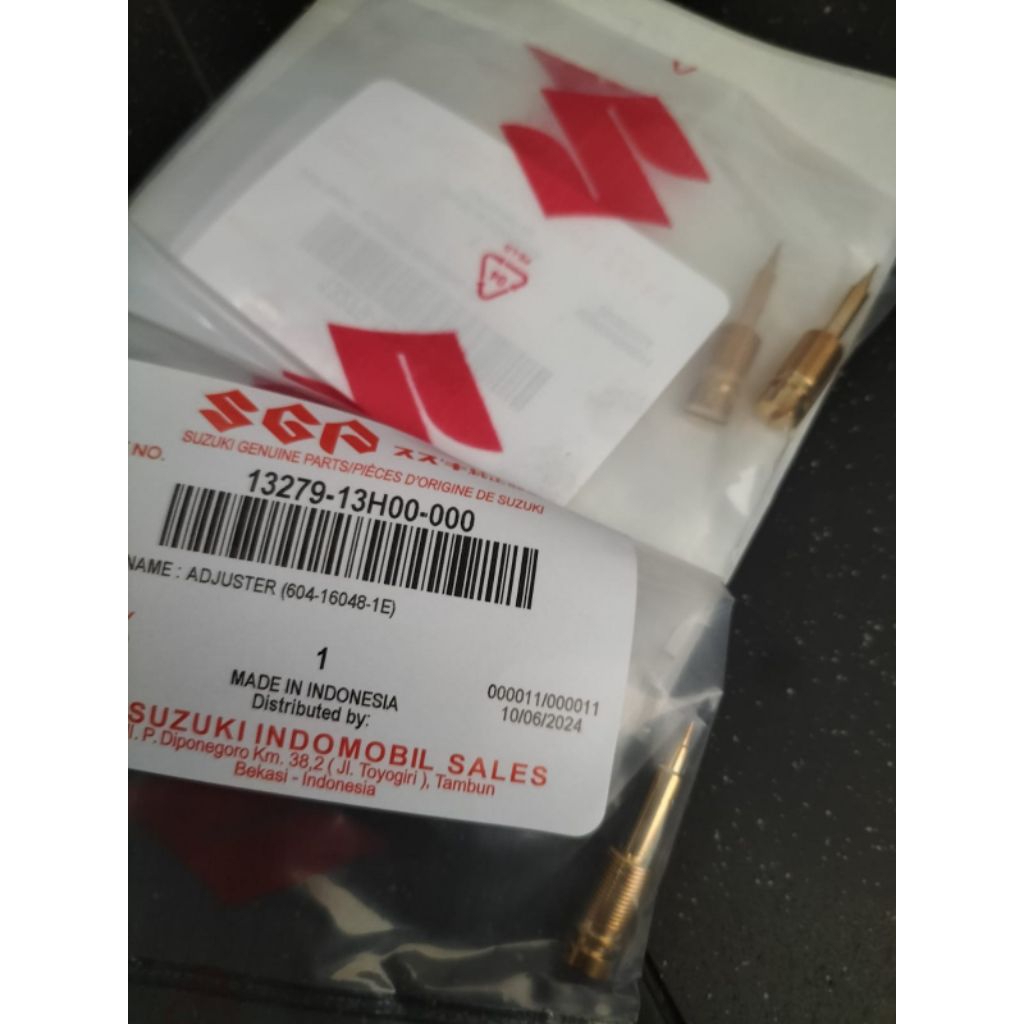 SGP
SUZUKI GENUINE PARTS/PIÈCES D'ORIGINE DE SUZUKI
NO.
13279-13H00-000
NAME : ADJUSTER (604-16048-1E)
1
MADE IN INDONESIA
Distributed by:
000011/000011
10/06/2024
SUZUKI INDOMOBIL SALES
. P. Diponegoro Km. 38,2 ( Jl. Toyogiri ), Tambun
Bekasi - Indonesia